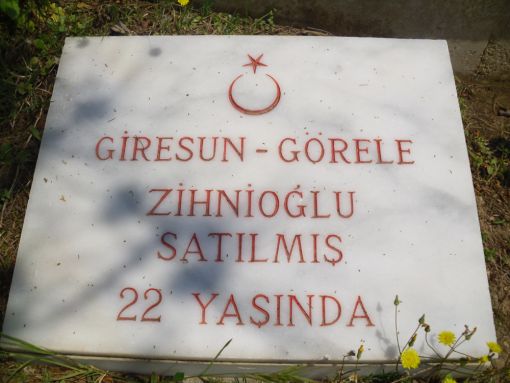 GİRESUN - GÖRELE
ZİHNİOĞLU
SATILMIŞ
22 YAŞINDA